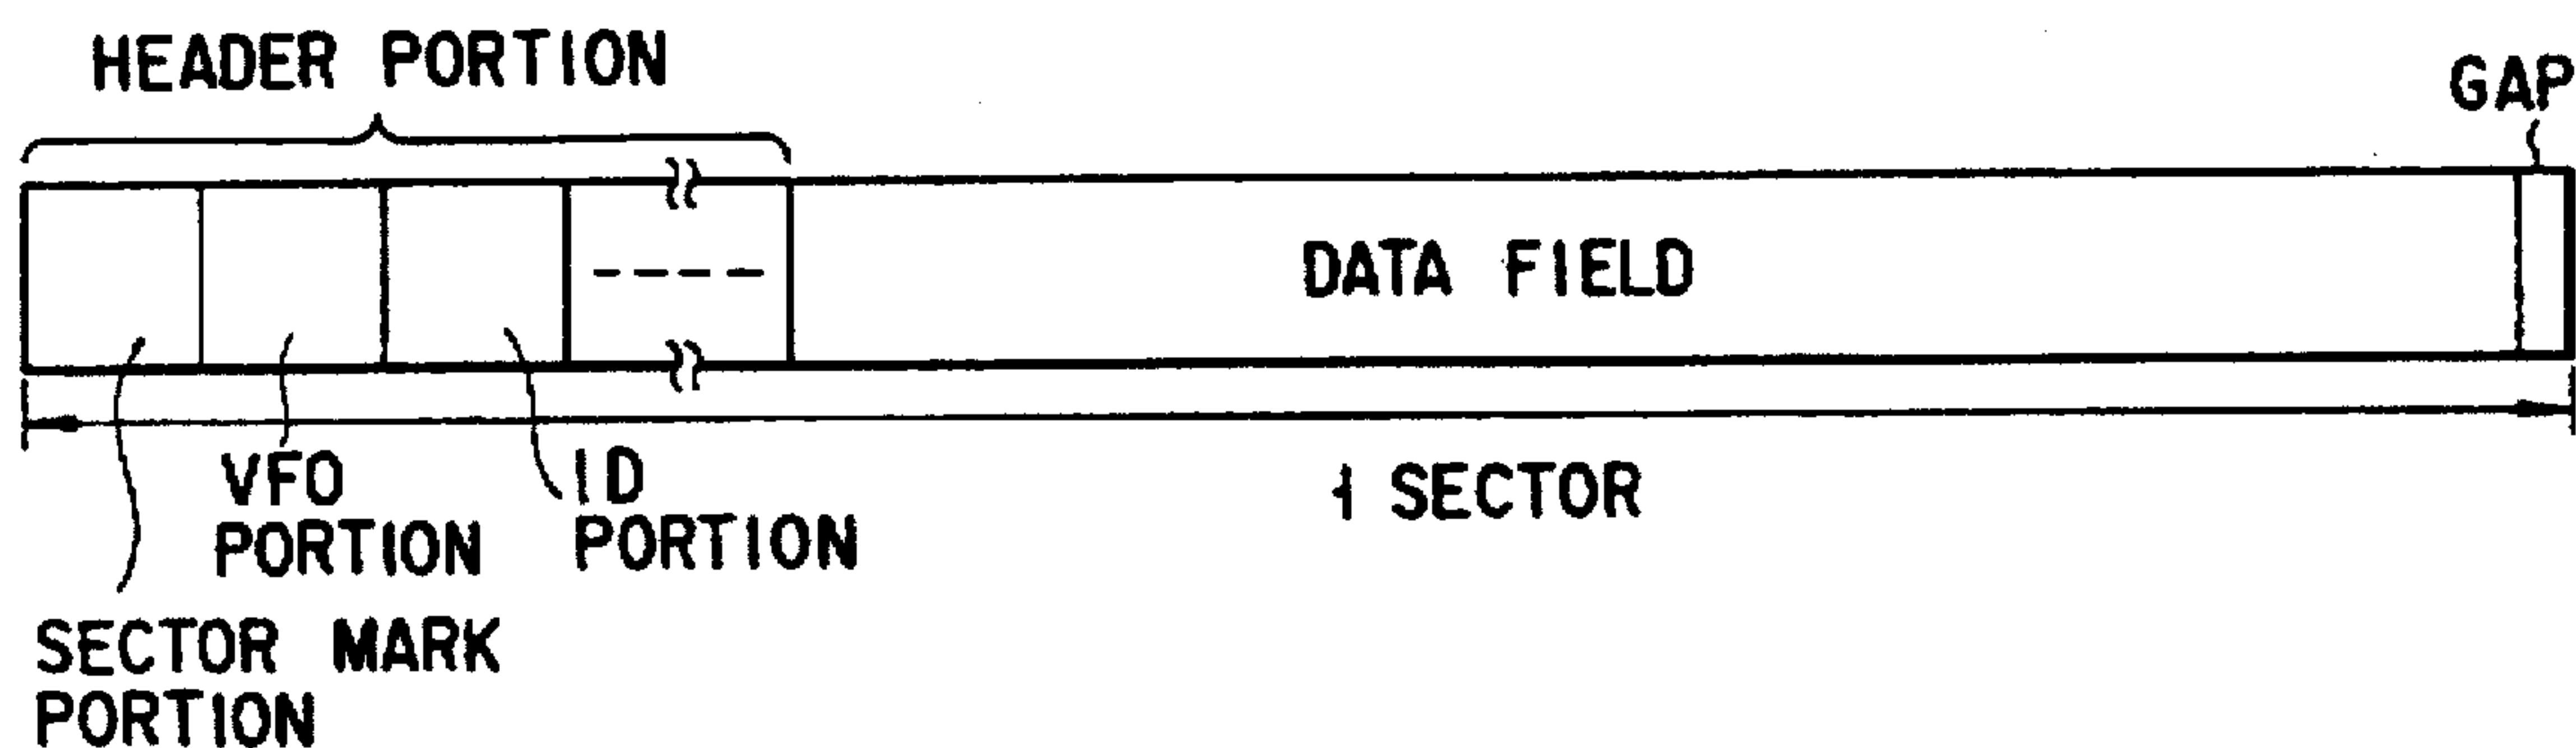 HEADER PORTION
GAP
DATA FIELD
VFO
PORTION
ID
PORTION
1 SECTOR
SECTOR MARK
PORTION